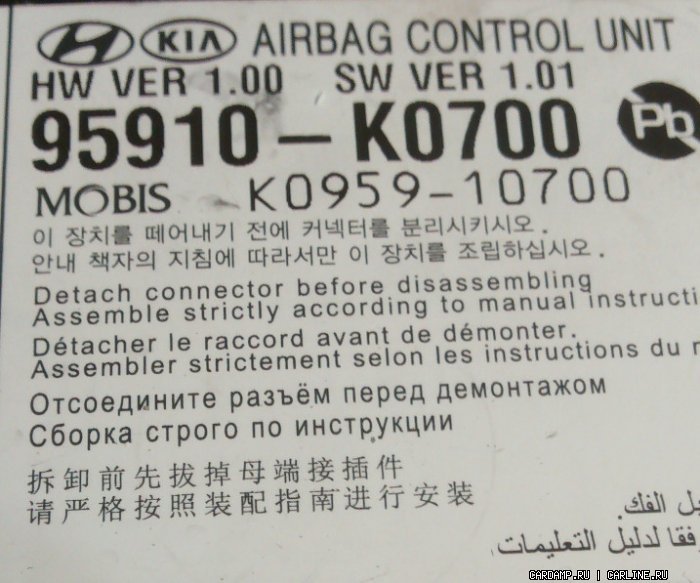 KIA AIRBAG CONTROL UNIT
HW VER 1.00 SW VER 1.01
95910-K0700 Pb
MOBIS K0959-10700
이 장치를 떼어내기 전에 커넥터를 분리시키시오.
안내 책자의 지침에 따라서만 이 장치를 조립하십시오.
Detach connector before disassembling
Assemble strictly according to manual instructi
Détacher le raccord avant de démonter.
Assembler strictement selon les instructions du
Отсоедините разъём перед демонтажом
Сборка строго по инструкции
拆卸前先拔掉母端接插件
请严格按照装配指南进行安装
الفك.
لدليل التعليمات.
CARDAMP.RU | CARLINE.RU